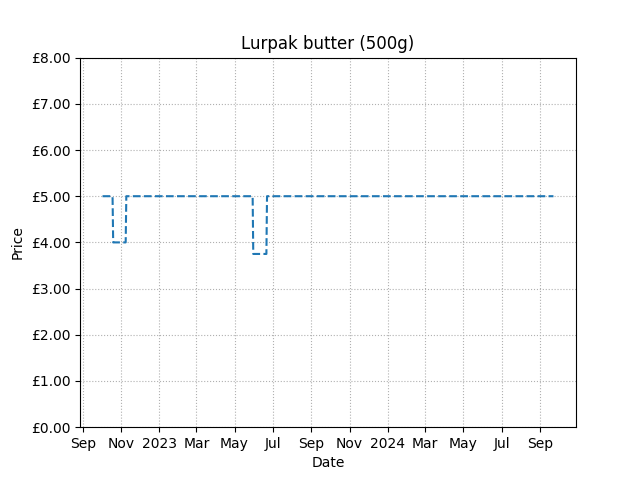 Lurpak butter (500g)
£8.00
£7.00
£6.00
£5.00
£4.00
£3.00
£2.00
£1.00
£0.00
Price
Sep Nov 2023 Mar May Jul Sep Nov 2024 Mar May Jul Sep
Date